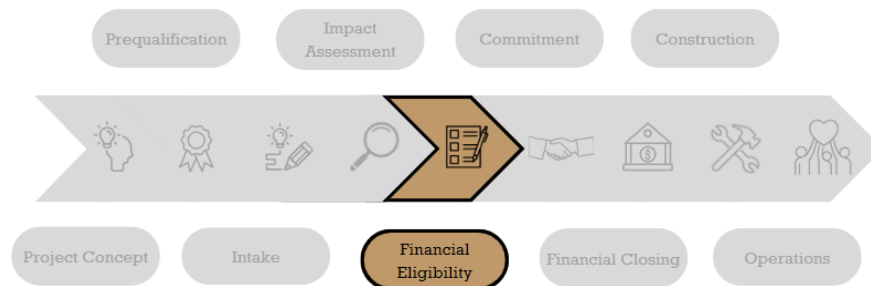 Prequalification
Impact
Assessment
Commitment
Construction
$
Project Concept
Intake
Financial
Eligibility
Financial Closing
Operations